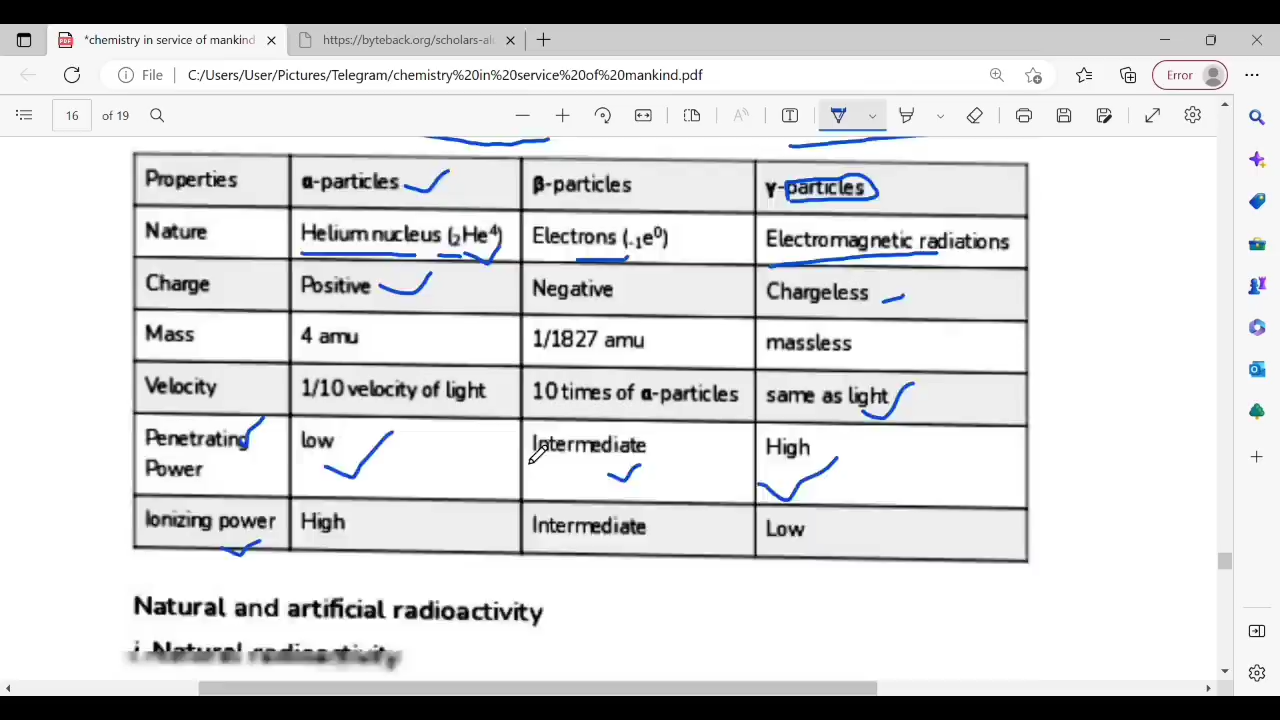 *chemistry in service of mankind
https://byteback.org/scholars-al
File C:/Users/User/Pictures/Telegram/chemistry%20in%20service%20of%20mankind.pdf
Error
16 of 19
Properties α-particles β-particles γ-particles
Nature Helium nucleus (₂He⁴) Electrons (₋₁e⁰) Electromagnetic radiations
Charge Positive Negative Chargeless
Mass 4 amu 1/1827 amu massless
Velocity 1/10 velocity of light 10 times of α-particles same as light
Penetrating Power low Intermediate High
Ionizing power High Intermediate Low
Natural and artificial radioactivity
i. Natural radioactivity